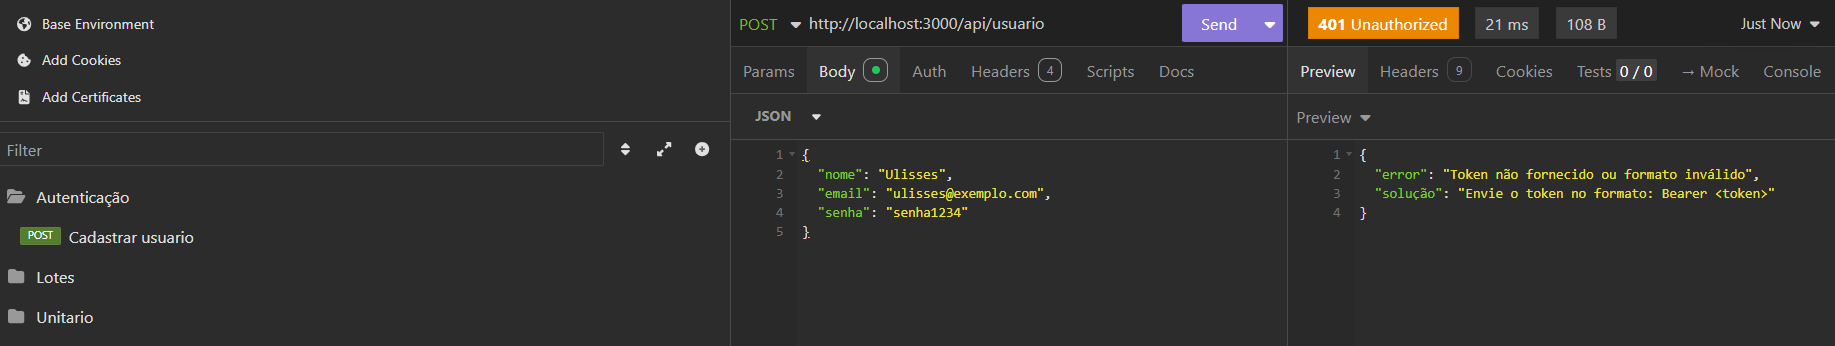 Base Environment
Add Cookies
Add Certificates
Filter
Autenticação
POST Cadastrar usuario
Lotes
Unitario
POST http://localhost:3000/api/usuario Send
Params Body Auth Headers 4 Scripts Docs
JSON
1 {
2 "nome": "Ulisses",
3 "email": "ulisses@exemplo.com",
4 "senha": "senha1234"
5 }
401 Unauthorized 21 ms 108 B Just Now
Preview Headers 9 Cookies Tests 0 / 0 → Mock Console
Preview
1 {
2 "error": "Token não fornecido ou formato inválido",
3 "solução": "Envie o token no formato: Bearer <token>"
4 }